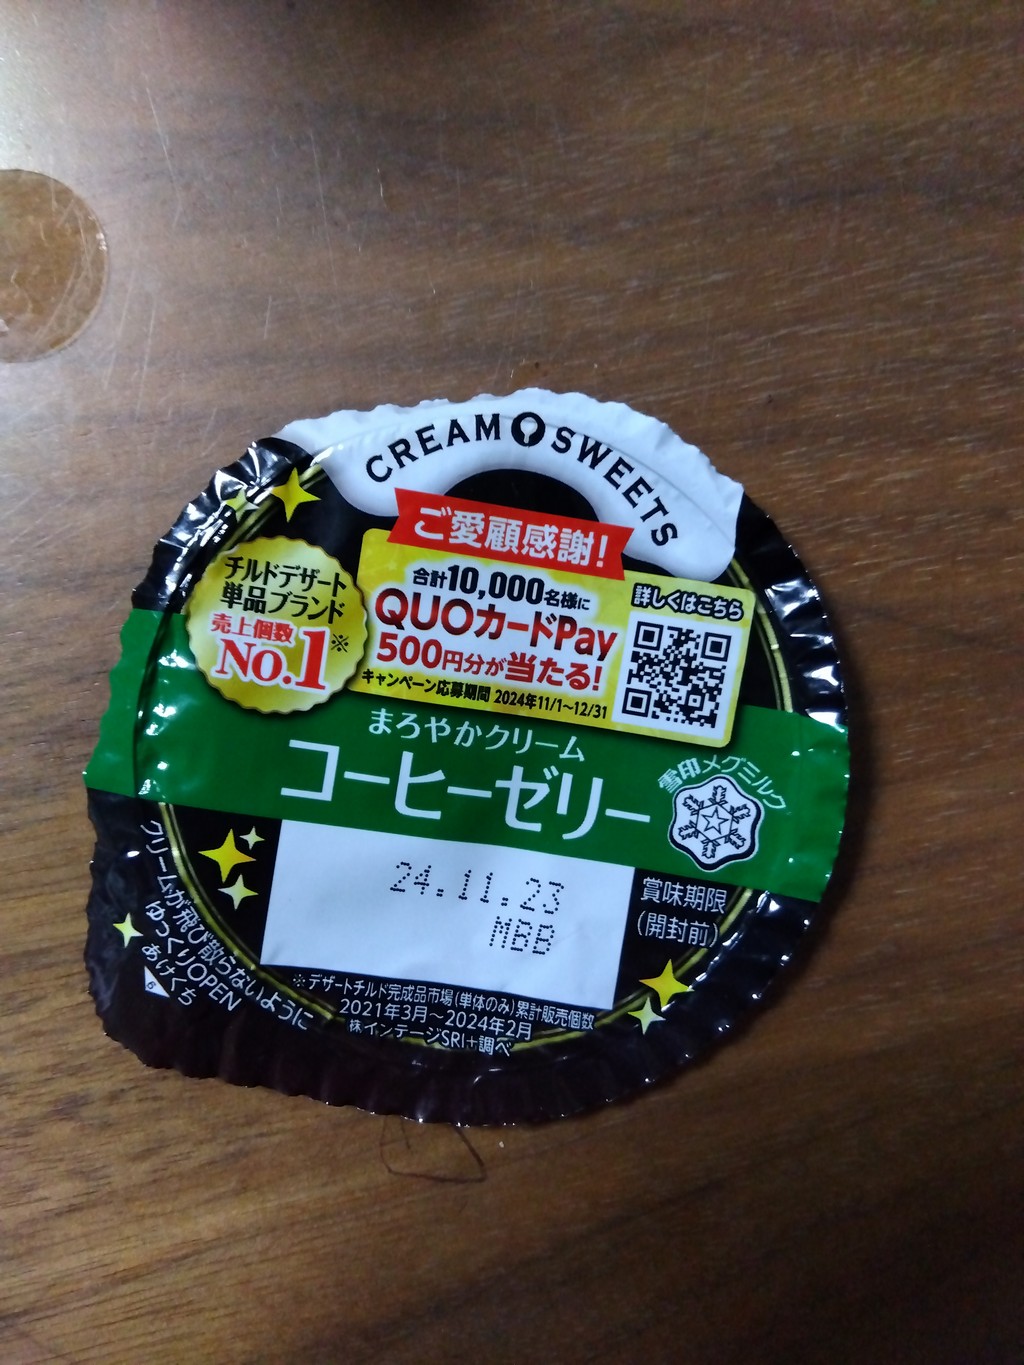 CREAM SWEETS
ご愛顧感謝!
チルドデザート
単品ブランド
売上個数
No.1※
合計10,000名様に
QUOカードPay
500円分が当たる!
キャンペーン応募期間 2024年11/1~12/31
詳しくはこちら
まろやかクリーム
コーヒーゼリー
雪印メグミルク
24.11.23
MBB
賞味期限
(開封前)
クリームが飛び散らないように
ゆっくりOPEN
あけくち
6
※デザートチルド完成品市場(単体のみ)累計販売個数
2021年3月~2024年2月
㈱インテージSRI+調べ